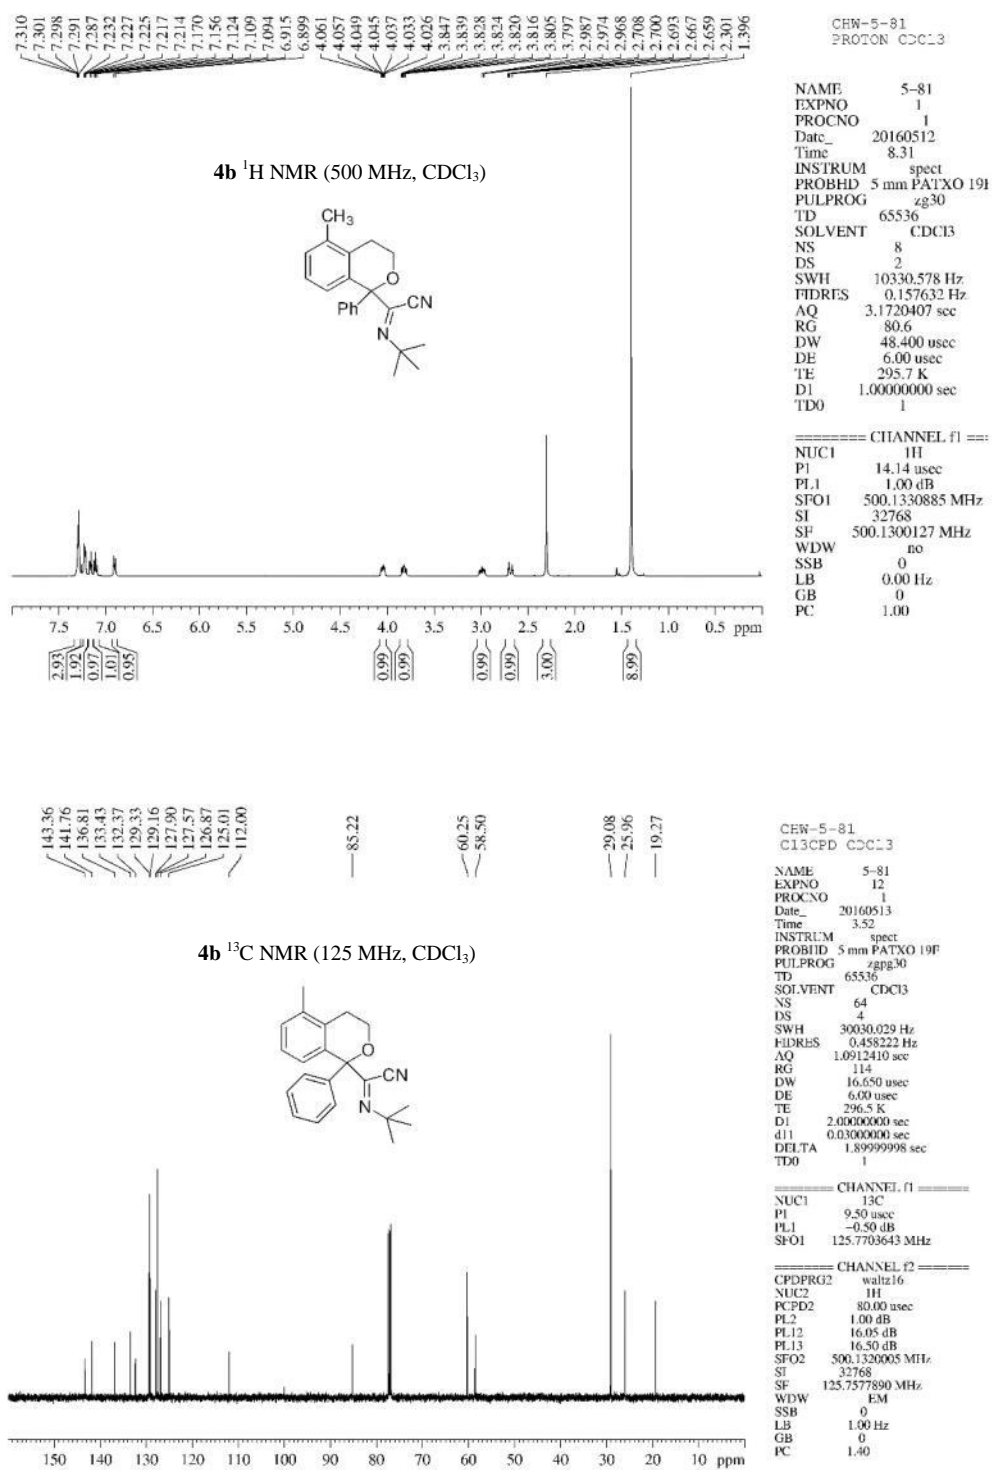 7.310
7.301
7.298
7.291
7.287
7.232
7.227
7.225
7.217
7.214
7.170
7.156
7.124
7.109
7.094
6.915
6.899
4.061
4.057
4.049
4.045
4.037
4.033
4.026
3.847
3.839
3.828
3.824
3.820
3.816
3.805
3.797
2.987
2.974
2.968
2.708
2.700
2.693
2.667
2.659
2.301
1.396
CHW-5-81
PROTON CDCl3
NAME 5-81
EXPNO 1
PROCNO 1
Date_ 20160512
Time 8.31
INSTRUM spect
PROBHD 5 mm PATXO 19F
PULPROG zg30
TD 65536
SOLVENT CDCl3
NS 8
DS 2
SWH 10330.578 Hz
FIDRES 0.157632 Hz
AQ 3.1720407 sec
RG 80.6
DW 48.400 usec
DE 6.00 usec
TE 295.7 K
D1 1.00000000 sec
TD0 1
======== CHANNEL f1 ===
NUC1 1H
P1 14.14 usec
PL1 1.00 dB
SFO1 500.1330885 MHz
SI 32768
SF 500.1300127 MHz
WDW no
SSB 0
LB 0.00 Hz
GB 0
PC 1.00
4b ¹H NMR (500 MHz, CDCl₃)
CH₃
O
CN
Ph
N
7.5 7.0 6.5 6.0 5.5 5.0 4.5 4.0 3.5 3.0 2.5 2.0 1.5 1.0 0.5 ppm
2.93
1.92
0.97
1.01
0.95
0.99
0.99
0.99
0.99
3.00
8.99
143.36
141.76
136.81
133.43
132.37
129.33
129.16
127.90
127.57
126.87
125.01
112.00
85.22
60.25
58.50
29.08
25.96
19.27
CHW-5-81
C13CPD CDCl3
NAME 5-81
EXPNO 12
PROCNO 1
Date_ 20160513
Time 3.52
INSTRUM spect
PROBHD 5 mm PATXO 19F
PULPROG zgpg30
TD 65536
SOLVENT CDCl3
NS 64
DS 4
SWH 30030.029 Hz
FIDRES 0.458222 Hz
AQ 1.0912410 sec
RG 114
DW 16.650 usec
DE 6.00 usec
TE 296.5 K
D1 2.00000000 sec
d11 0.03000000 sec
DELTA 1.89999998 sec
TD0 1
======== CHANNEL f1 ========
NUC1 13C
P1 9.50 usec
PL1 -0.50 dB
SFO1 125.7703643 MHz
======== CHANNEL f2 ========
CPDPRG2 waltz16
NUC2 1H
PCPD2 80.00 usec
PL2 1.00 dB
PL12 16.05 dB
PL13 16.50 dB
SFO2 500.1320005 MHz
SI 32768
SF 125.7577890 MHz
WDW EM
SSB 0
LB 1.00 Hz
GB 0
PC 1.40
4b ¹³C NMR (125 MHz, CDCl₃)
O
CN
N
150 140 130 120 110 100 90 80 70 60 50 40 30 20 10 ppm